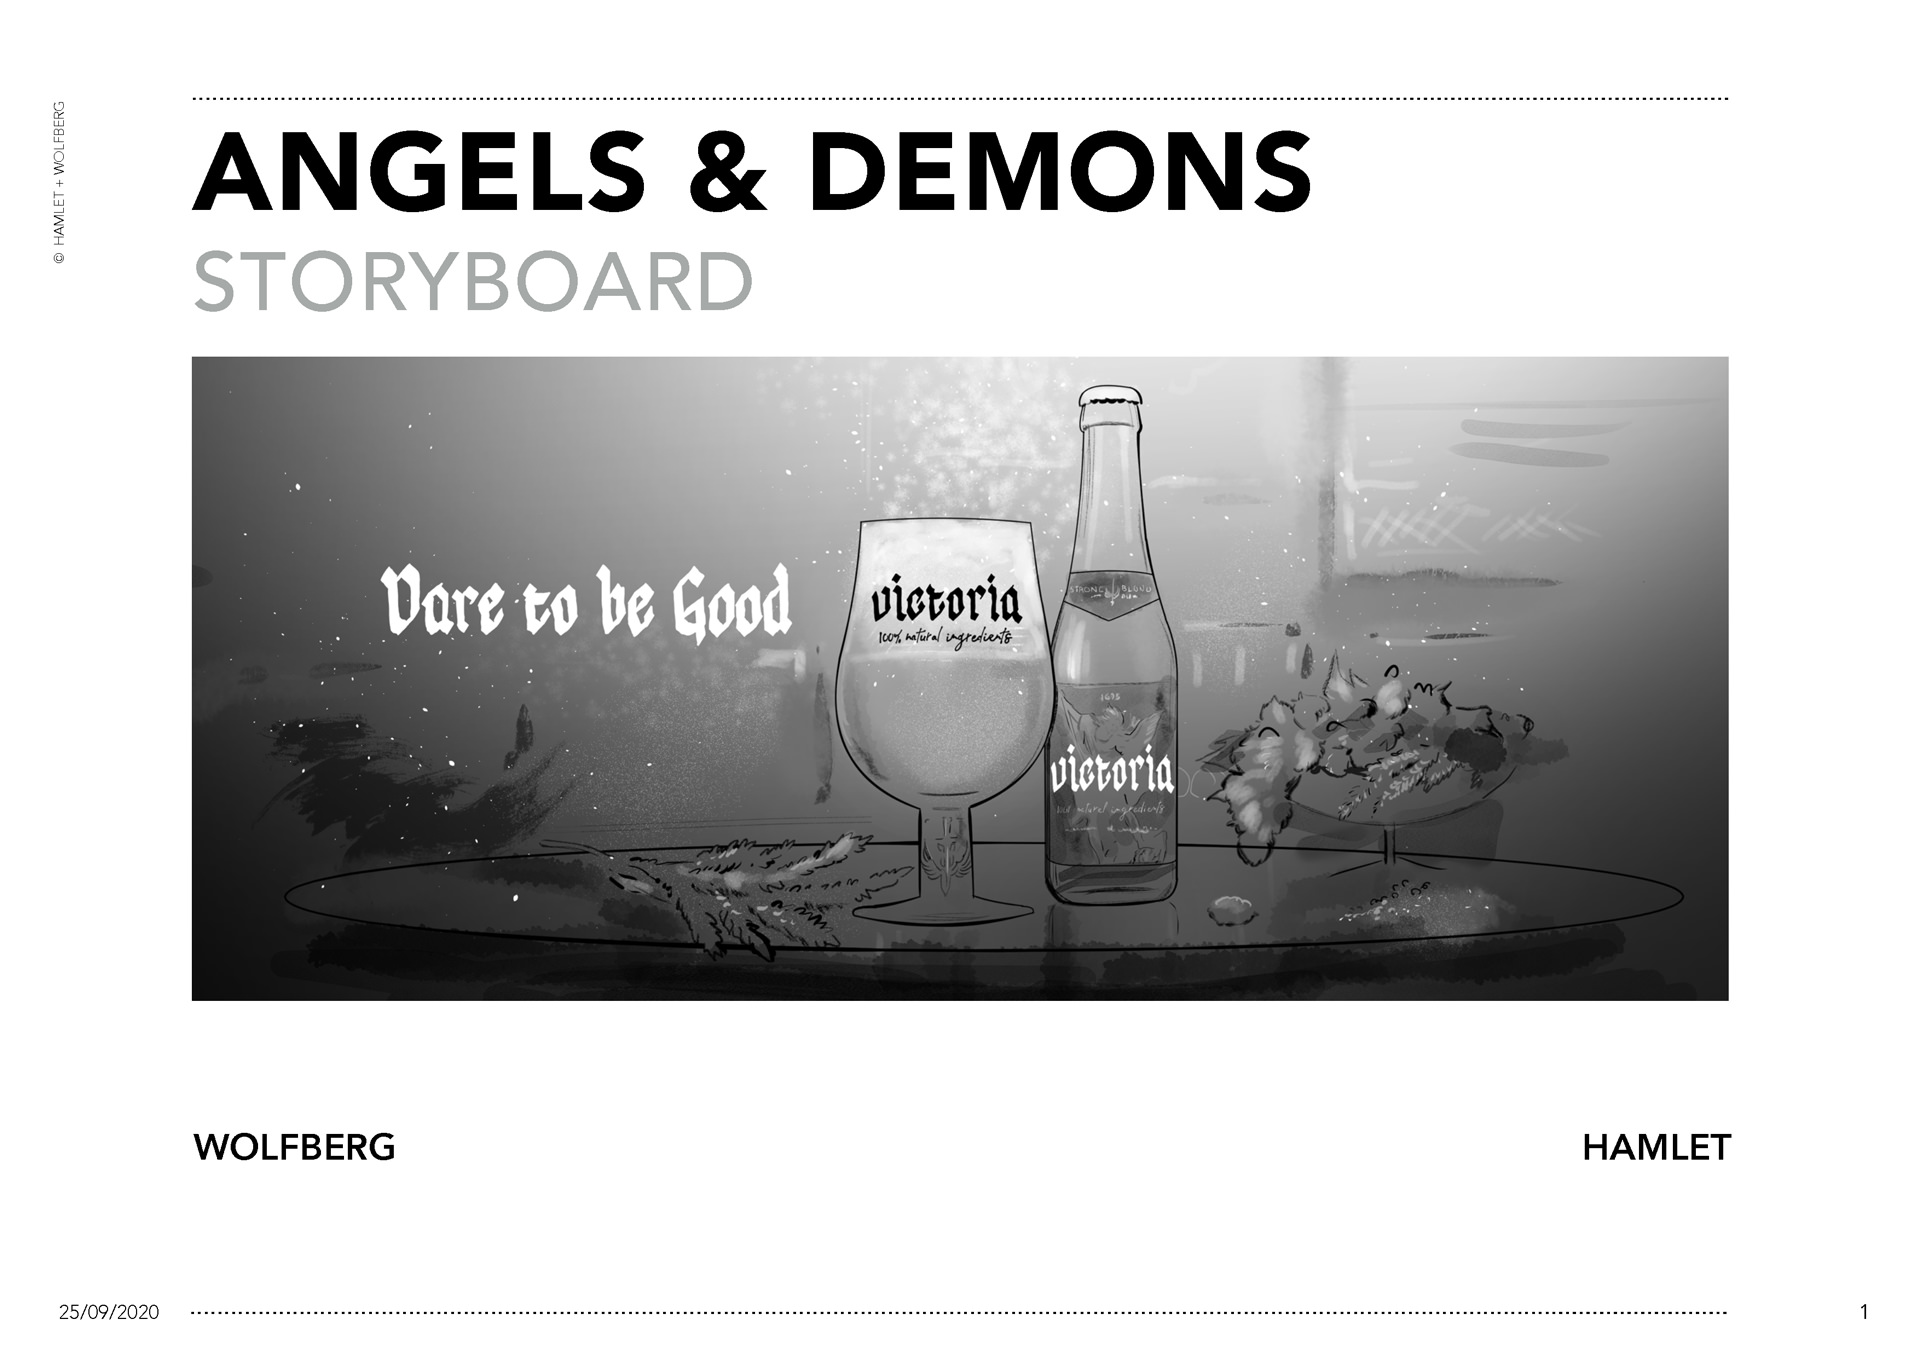 © HAMLET + WOLFBERG
ANGELS & DEMONS
STORYBOARD
Dare to be Good
victoria
100% natural ingredients
STRONG BLOND
1695
victoria
100% natural ingredients
WOLFBERG
HAMLET
25/09/2020
1